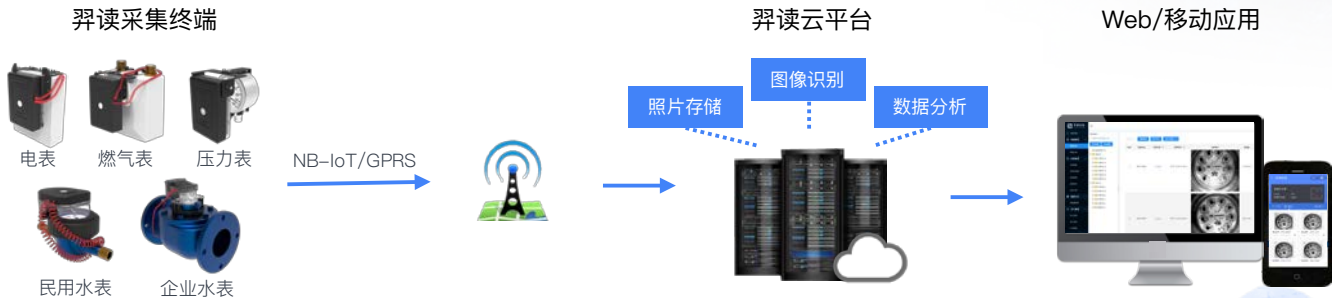 羿读采集终端
羿读云平台
Web/移动应用
图像识别
照片存储
数据分析
电表
燃气表
压力表
NB-IoT/GPRS
民用水表
企业水表